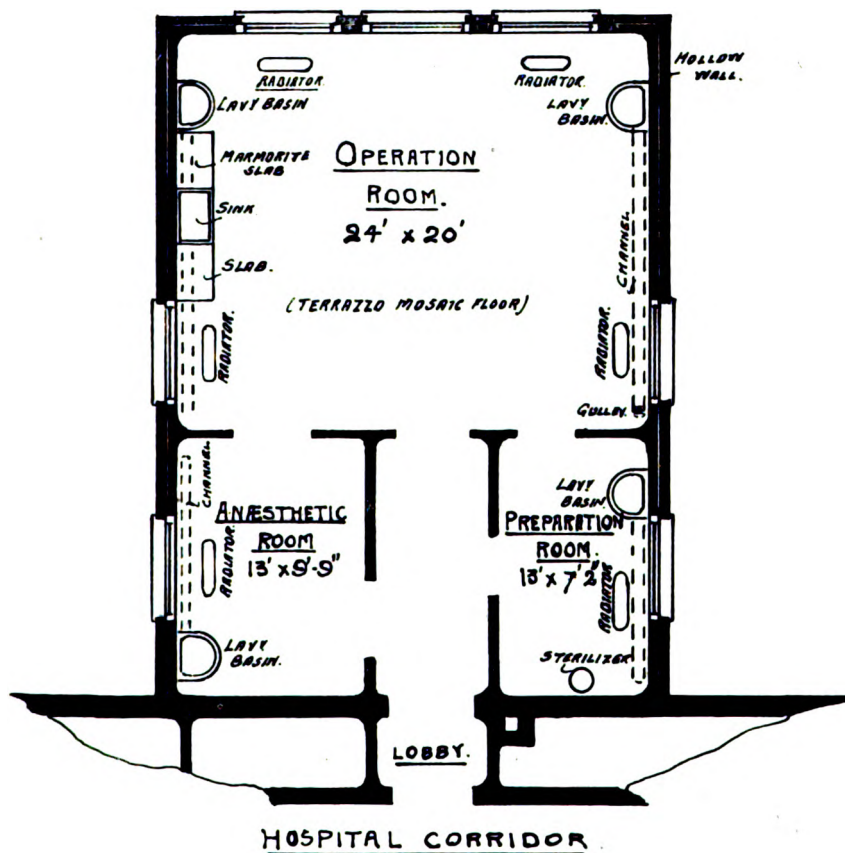 RADIATOR.
RADIATOR.
HOLLOW
WALL.
LAVY BASIN
LAVY
BASIN.
MARMORITE
SLAB
OPERATION
ROOM.
24' x 20'
SINK
SLAB.
CHANNEL
(TERRAZZO MOSAIC FLOOR)
RADIATOR.
RADIATOR.
GULLEY.
CHANNEL
LAVY
BASIN.
ANÆSTHETIC
ROOM
13' x 9'-9"
RADIATOR.
PREPARATION
ROOM.
13' x 7'2"
RADIATOR
LAVY
BASIN.
STERILIZER
LOBBY.
HOSPITAL CORRIDOR